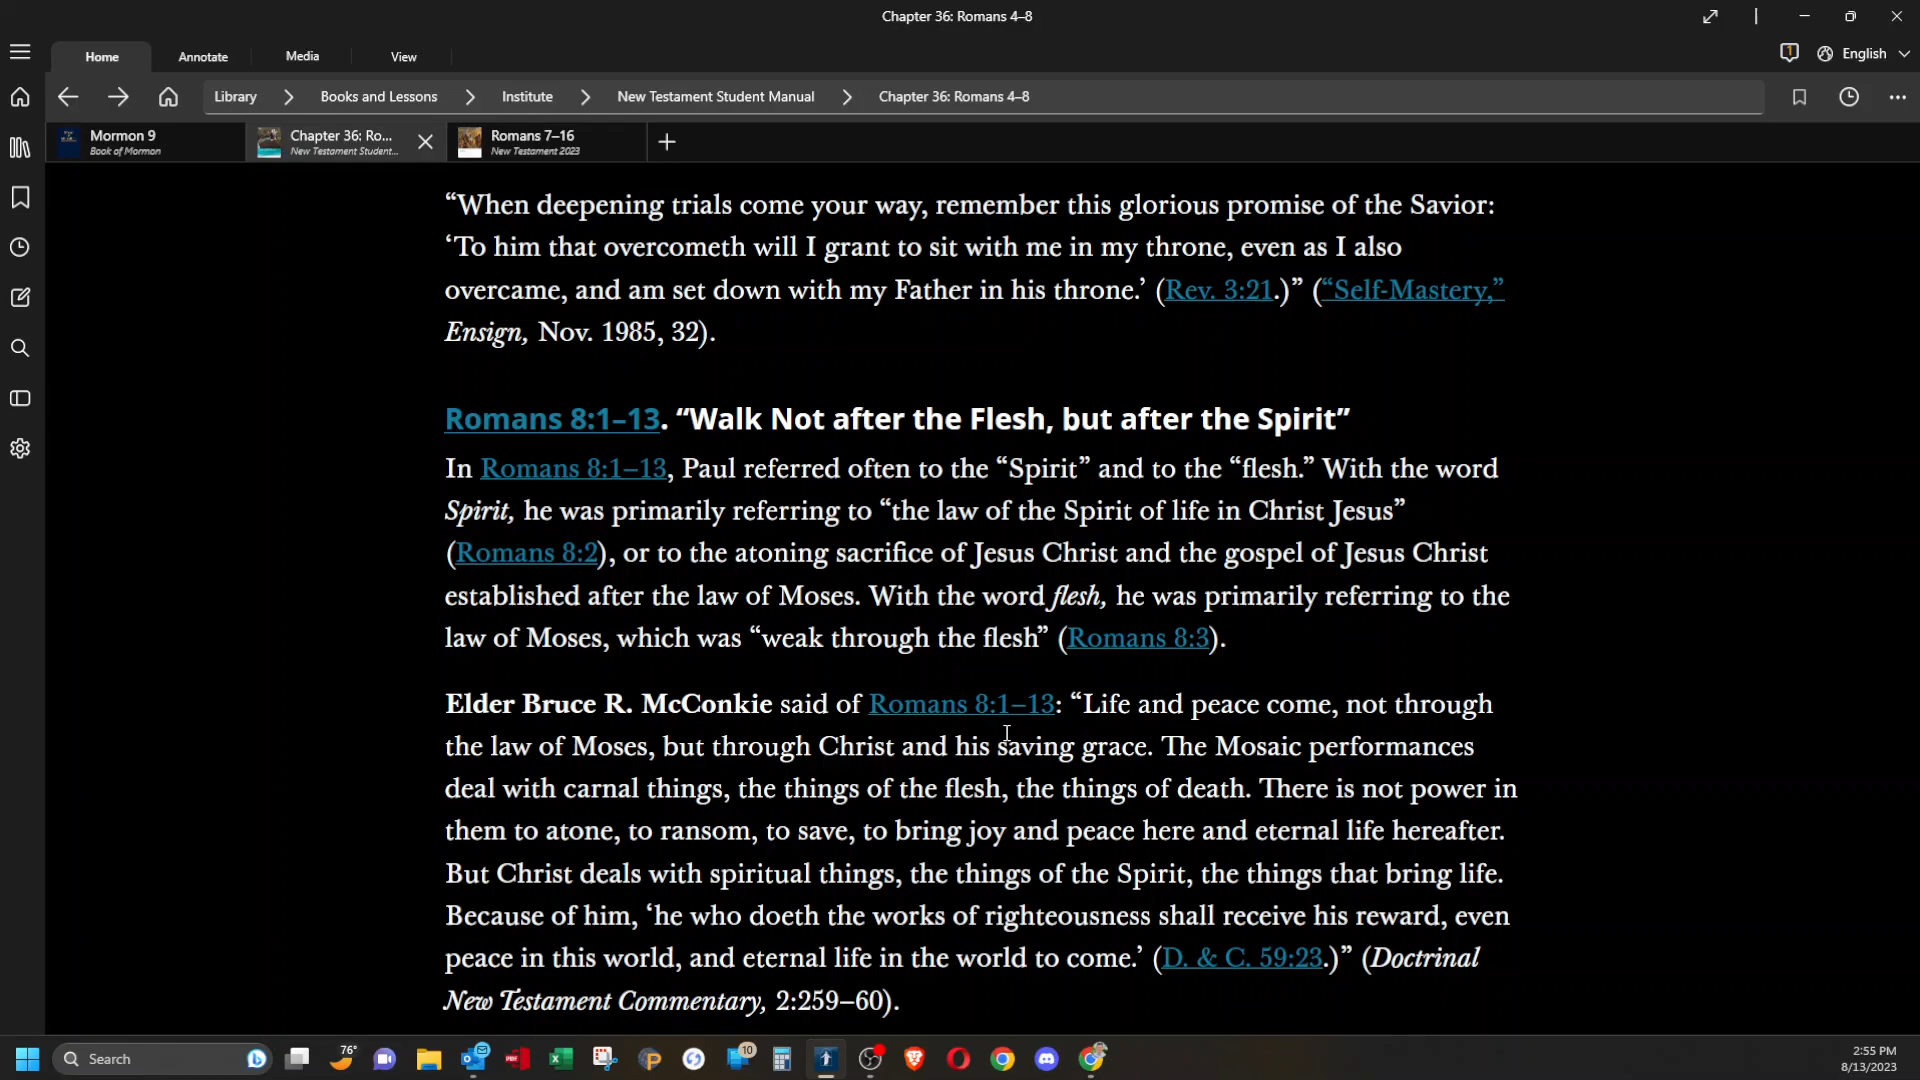 Chapter 36: Romans 4–8
Home
Annotate
Media
View
1
English
Library
Books and Lessons
Institute
New Testament Student Manual
Chapter 36: Romans 4–8
Mormon 9
Book of Mormon
Chapter 36: Ro...
New Testament Student...
Romans 7–16
New Testament 2023
“When deepening trials come your way, remember this glorious promise of the Savior:
‘To him that overcometh will I grant to sit with me in my throne, even as I also
overcame, and am set down with my Father in his throne.’ (Rev. 3:21.)” (“Self-Mastery,”
Ensign, Nov. 1985, 32).
Romans 8:1–13. “Walk Not after the Flesh, but after the Spirit”
In Romans 8:1–13, Paul referred often to the “Spirit” and to the “flesh.” With the word
Spirit, he was primarily referring to “the law of the Spirit of life in Christ Jesus”
(Romans 8:2), or to the atoning sacrifice of Jesus Christ and the gospel of Jesus Christ
established after the law of Moses. With the word flesh, he was primarily referring to the
law of Moses, which was “weak through the flesh” (Romans 8:3).
Elder Bruce R. McConkie said of Romans 8:1–13: “Life and peace come, not through
the law of Moses, but through Christ and his saving grace. The Mosaic performances
deal with carnal things, the things of the flesh, the things of death. There is not power in
them to atone, to ransom, to save, to bring joy and peace here and eternal life hereafter.
But Christ deals with spiritual things, the things of the Spirit, the things that bring life.
Because of him, ‘he who doeth the works of righteousness shall receive his reward, even
peace in this world, and eternal life in the world to come.’ (D. & C. 59:23.)” (Doctrinal
New Testament Commentary, 2:259–60).
Search
76°
10
2:55 PM
8/13/2023